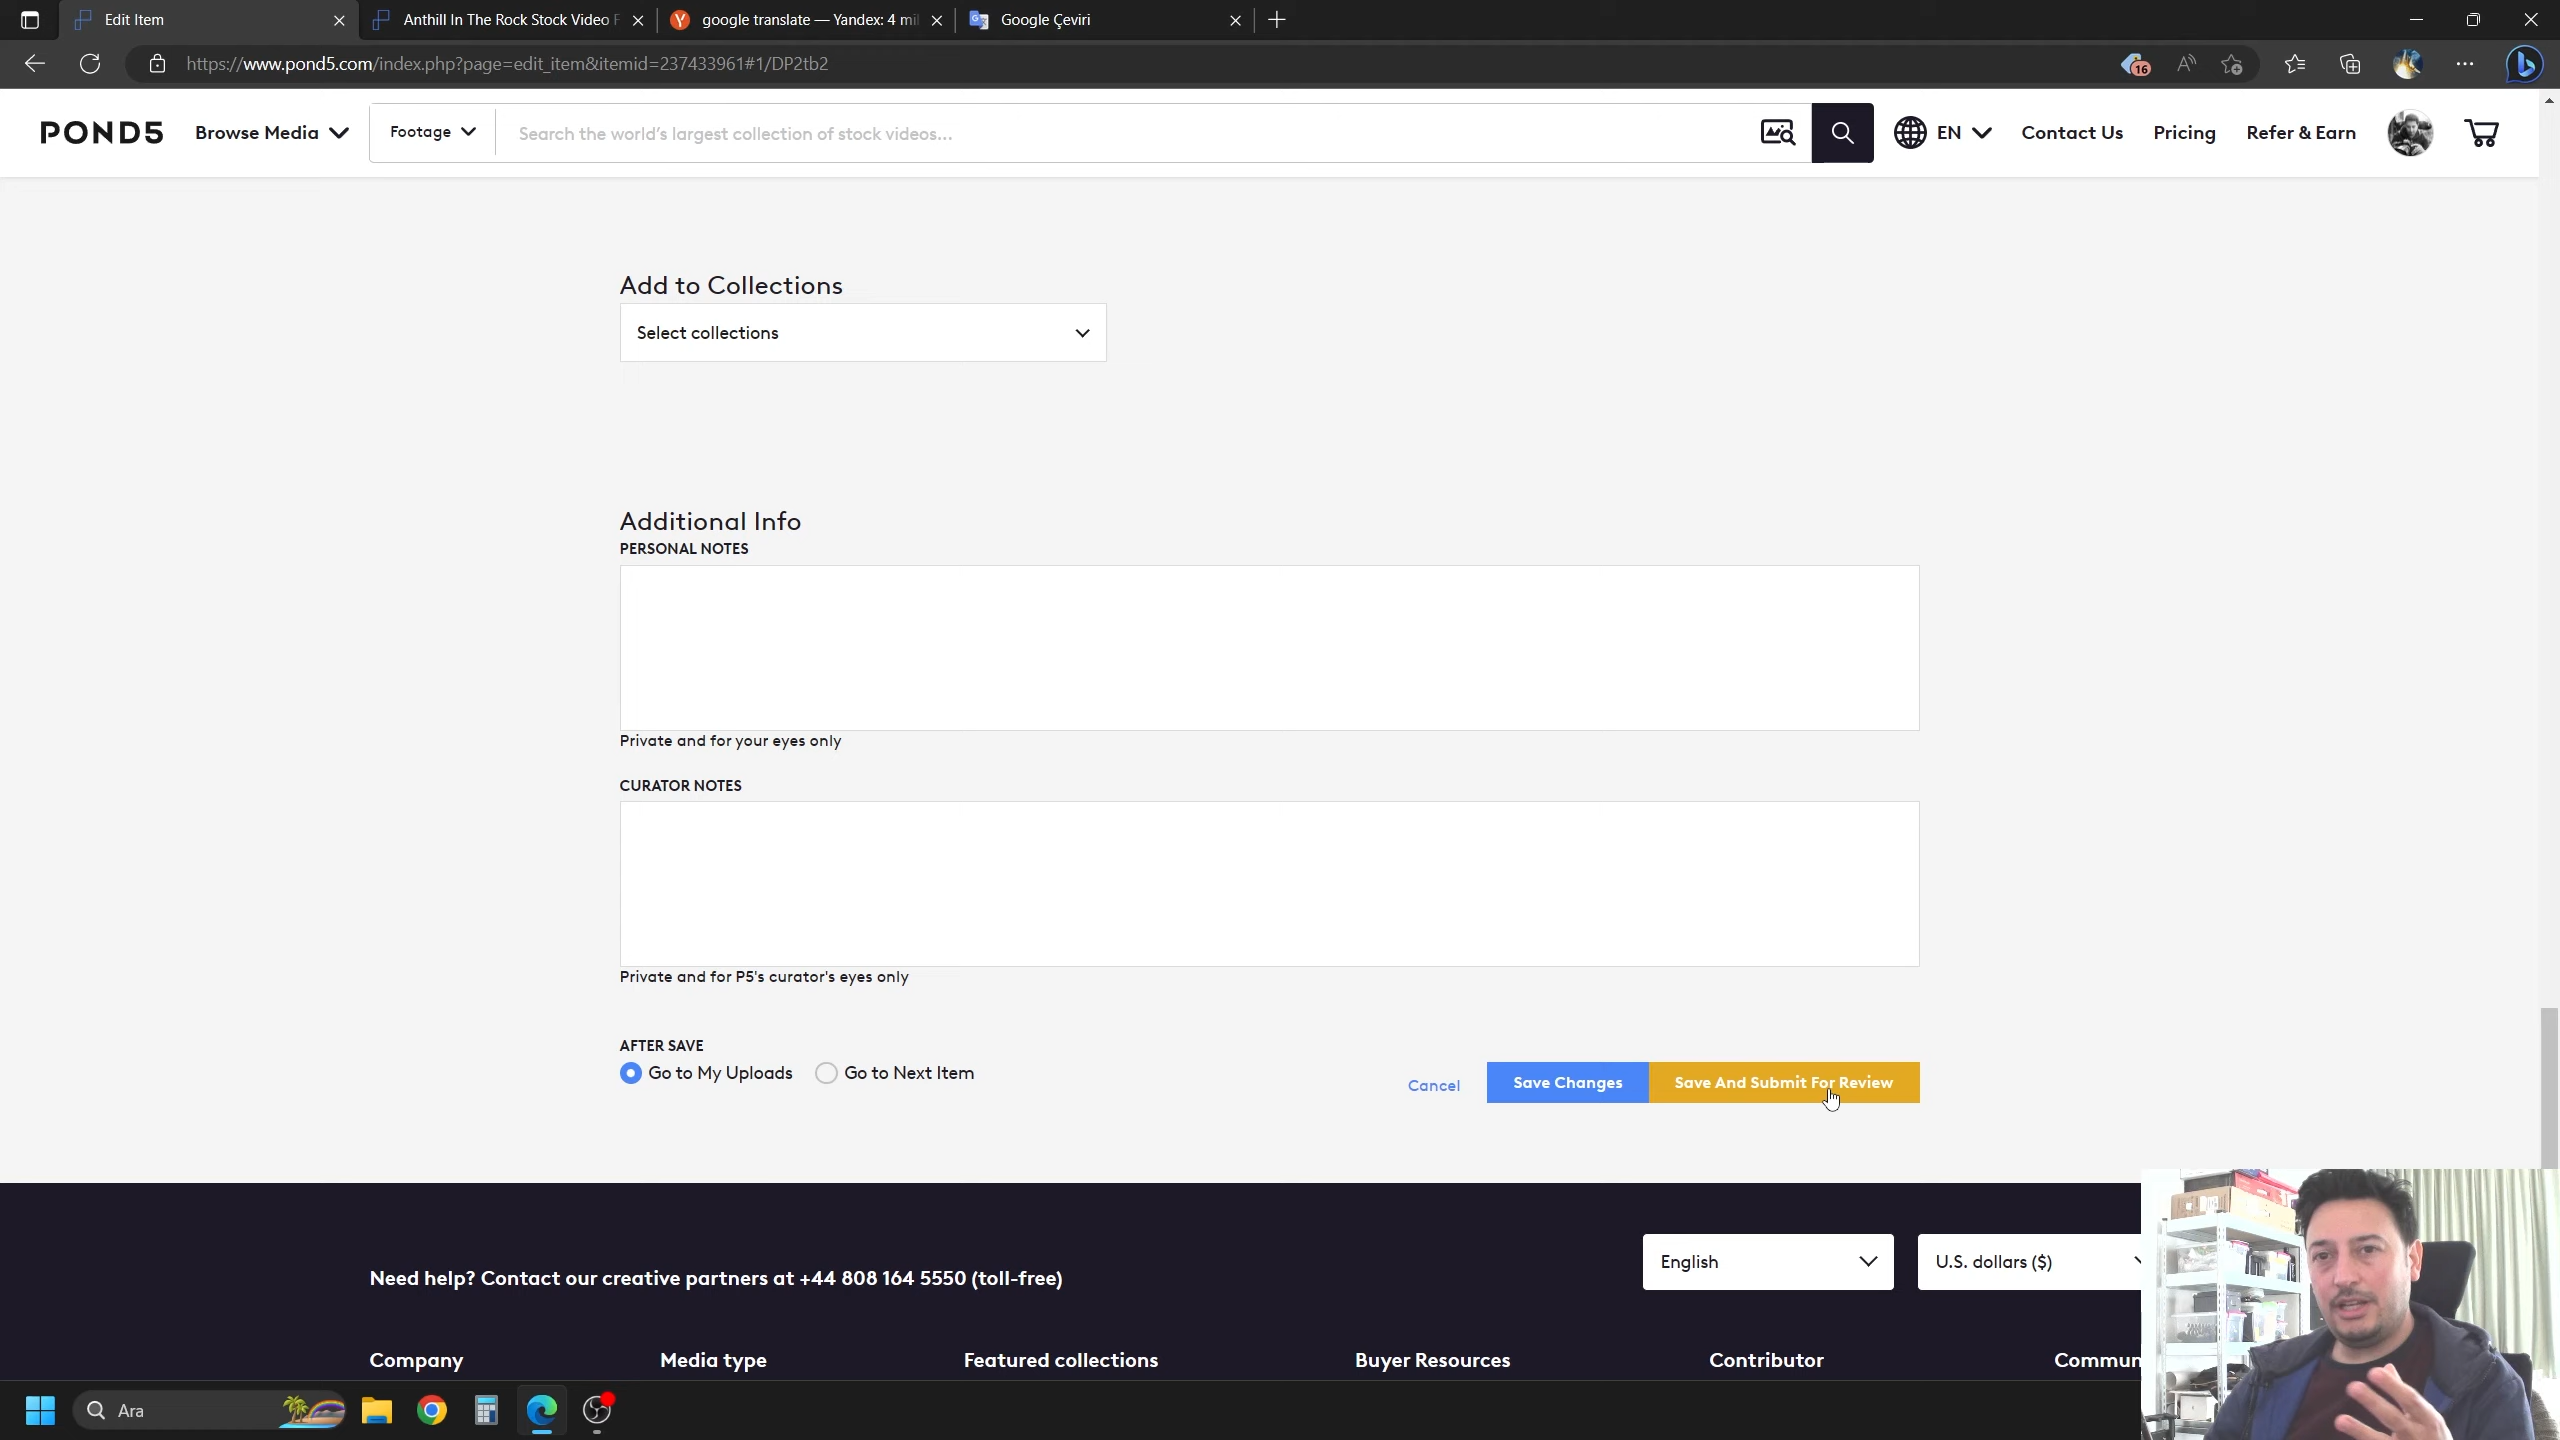 Edit Item
Anthill In The Rock Stock Video F
google translate — Yandex: 4 mil
Google Çeviri
https://www.pond5.com/index.php?page=edit_item&itemid=237433961#1/DP2tb2
16
POND5
Browse Media
Footage
Search the world's largest collection of stock videos...
EN
Contact Us
Pricing
Refer & Earn
Add to Collections
Select collections
Additional Info
PERSONAL NOTES
Private and for your eyes only
CURATOR NOTES
Private and for P5's curator's eyes only
AFTER SAVE
Go to My Uploads
Go to Next Item
Cancel
Save Changes
Save And Submit For Review
Need help? Contact our creative partners at +44 808 164 5550 (toll-free)
English
U.S. dollars ($)
Company
Media type
Featured collections
Buyer Resources
Contributor
Commun
Ara